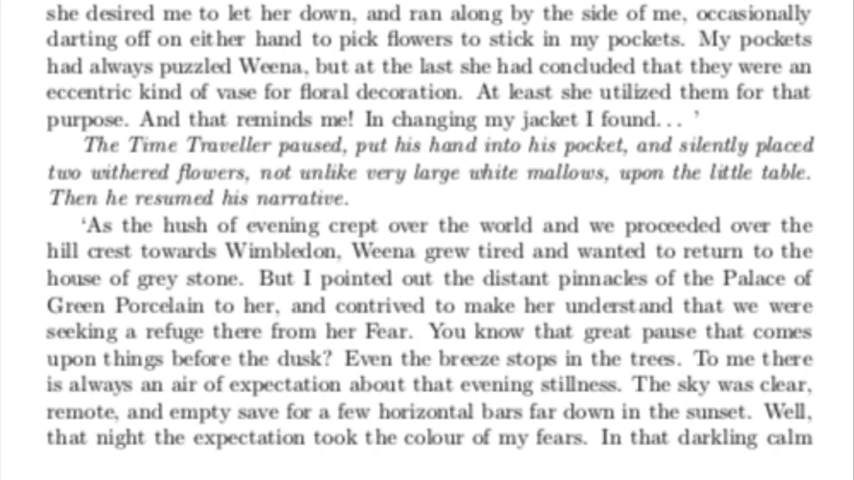 she desired me to let her down, and ran along by the side of me, occasionally
darting off on either hand to pick flowers to stick in my pockets. My pockets
had always puzzled Weena, but at the last she had concluded that they were an
eccentric kind of vase for floral decoration. At least she utilized them for that
purpose. And that reminds me! In changing my jacket I found. . . ’
The Time Traveller paused, put his hand into his pocket, and silently placed
two withered flowers, not unlike very large white mallows, upon the little table.
Then he resumed his narrative.
‘As the hush of evening crept over the world and we proceeded over the
hill crest towards Wimbledon, Weena grew tired and wanted to return to the
house of grey stone. But I pointed out the distant pinnacles of the Palace of
Green Porcelain to her, and contrived to make her understand that we were
seeking a refuge there from her Fear. You know that great pause that comes
upon things before the dusk? Even the breeze stops in the trees. To me there
is always an air of expectation about that evening stillness. The sky was clear,
remote, and empty save for a few horizontal bars far down in the sunset. Well,
that night the expectation took the colour of my fears. In that darkling calm